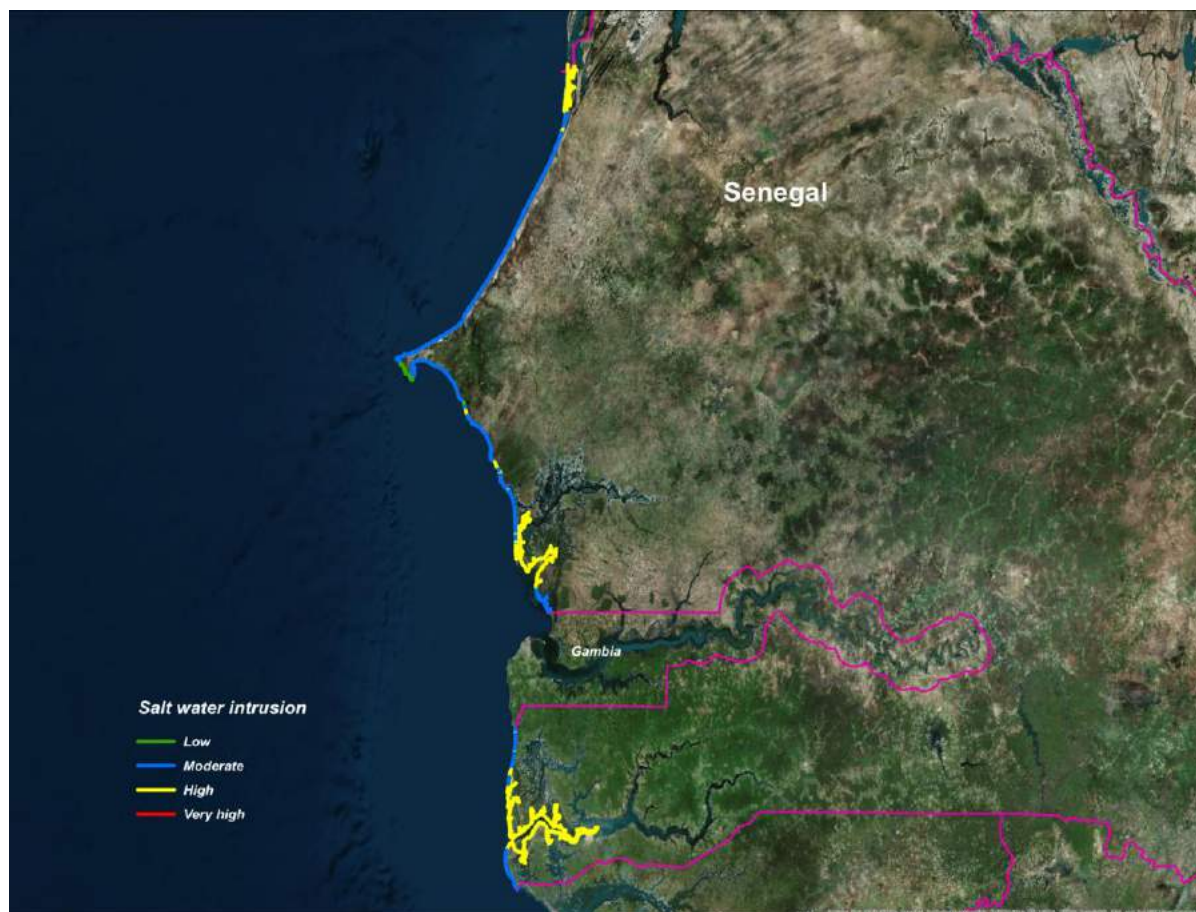 Senegal
Gambia
Salt water intrusion
Low
Moderate
High
Very high